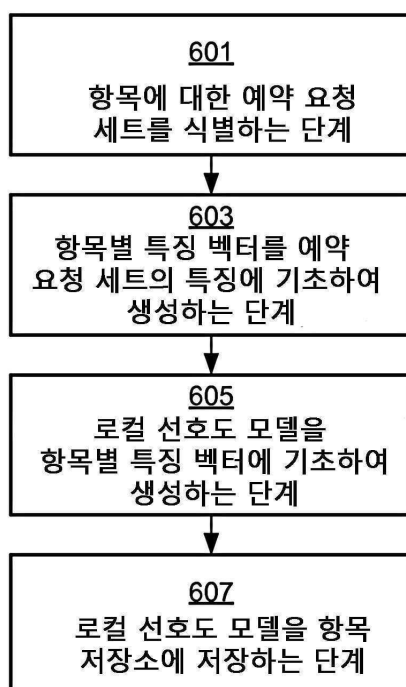 601
항목에 대한 예약 요청
세트를 식별하는 단계
603
항목별 특징 벡터를 예약
요청 세트의 특징에 기초하여
생성하는 단계
605
로컬 선호도 모델을
항목별 특징 벡터에 기초하여
생성하는 단계
607
로컬 선호도 모델을 항목
저장소에 저장하는 단계